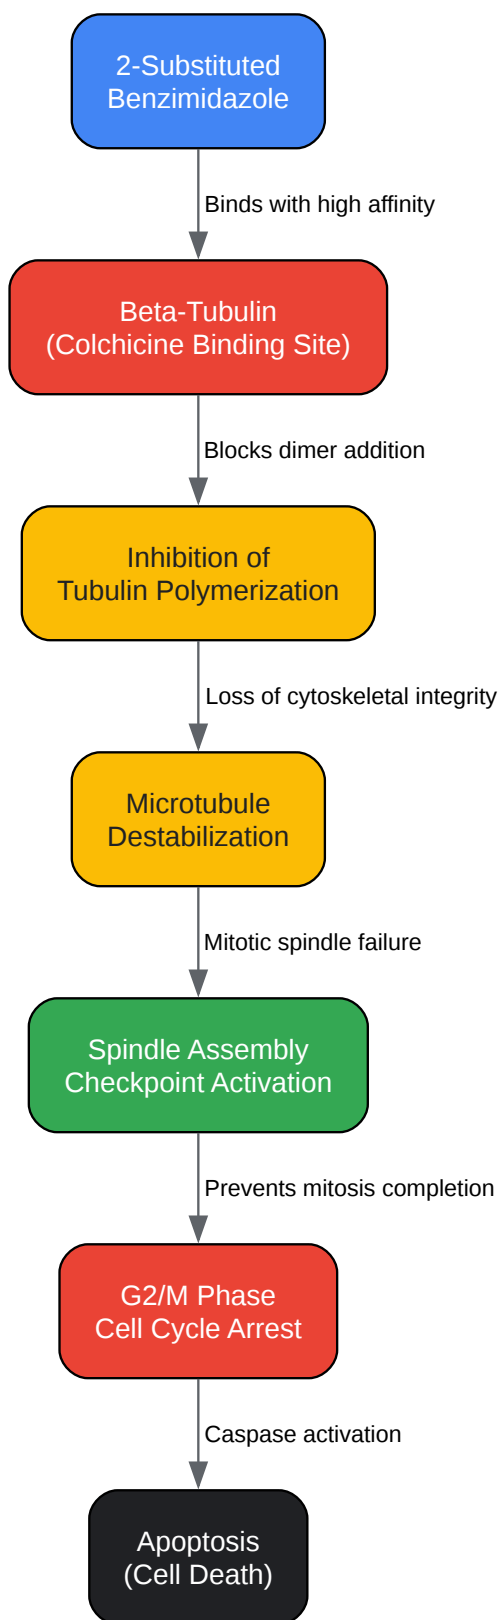 2-Substituted
Benzimidazole
Binds with high affinity
Beta-Tubulin
(Colchicine Binding Site)
Blocks dimer addition
Inhibition of
Tubulin Polymerization
Loss of cytoskeletal integrity
Microtubule
Destabilization
Mitotic spindle failure
Spindle Assembly
Checkpoint Activation
Prevents mitosis completion
G2/M Phase
Cell Cycle Arrest
Caspase activation
Apoptosis
(Cell Death)